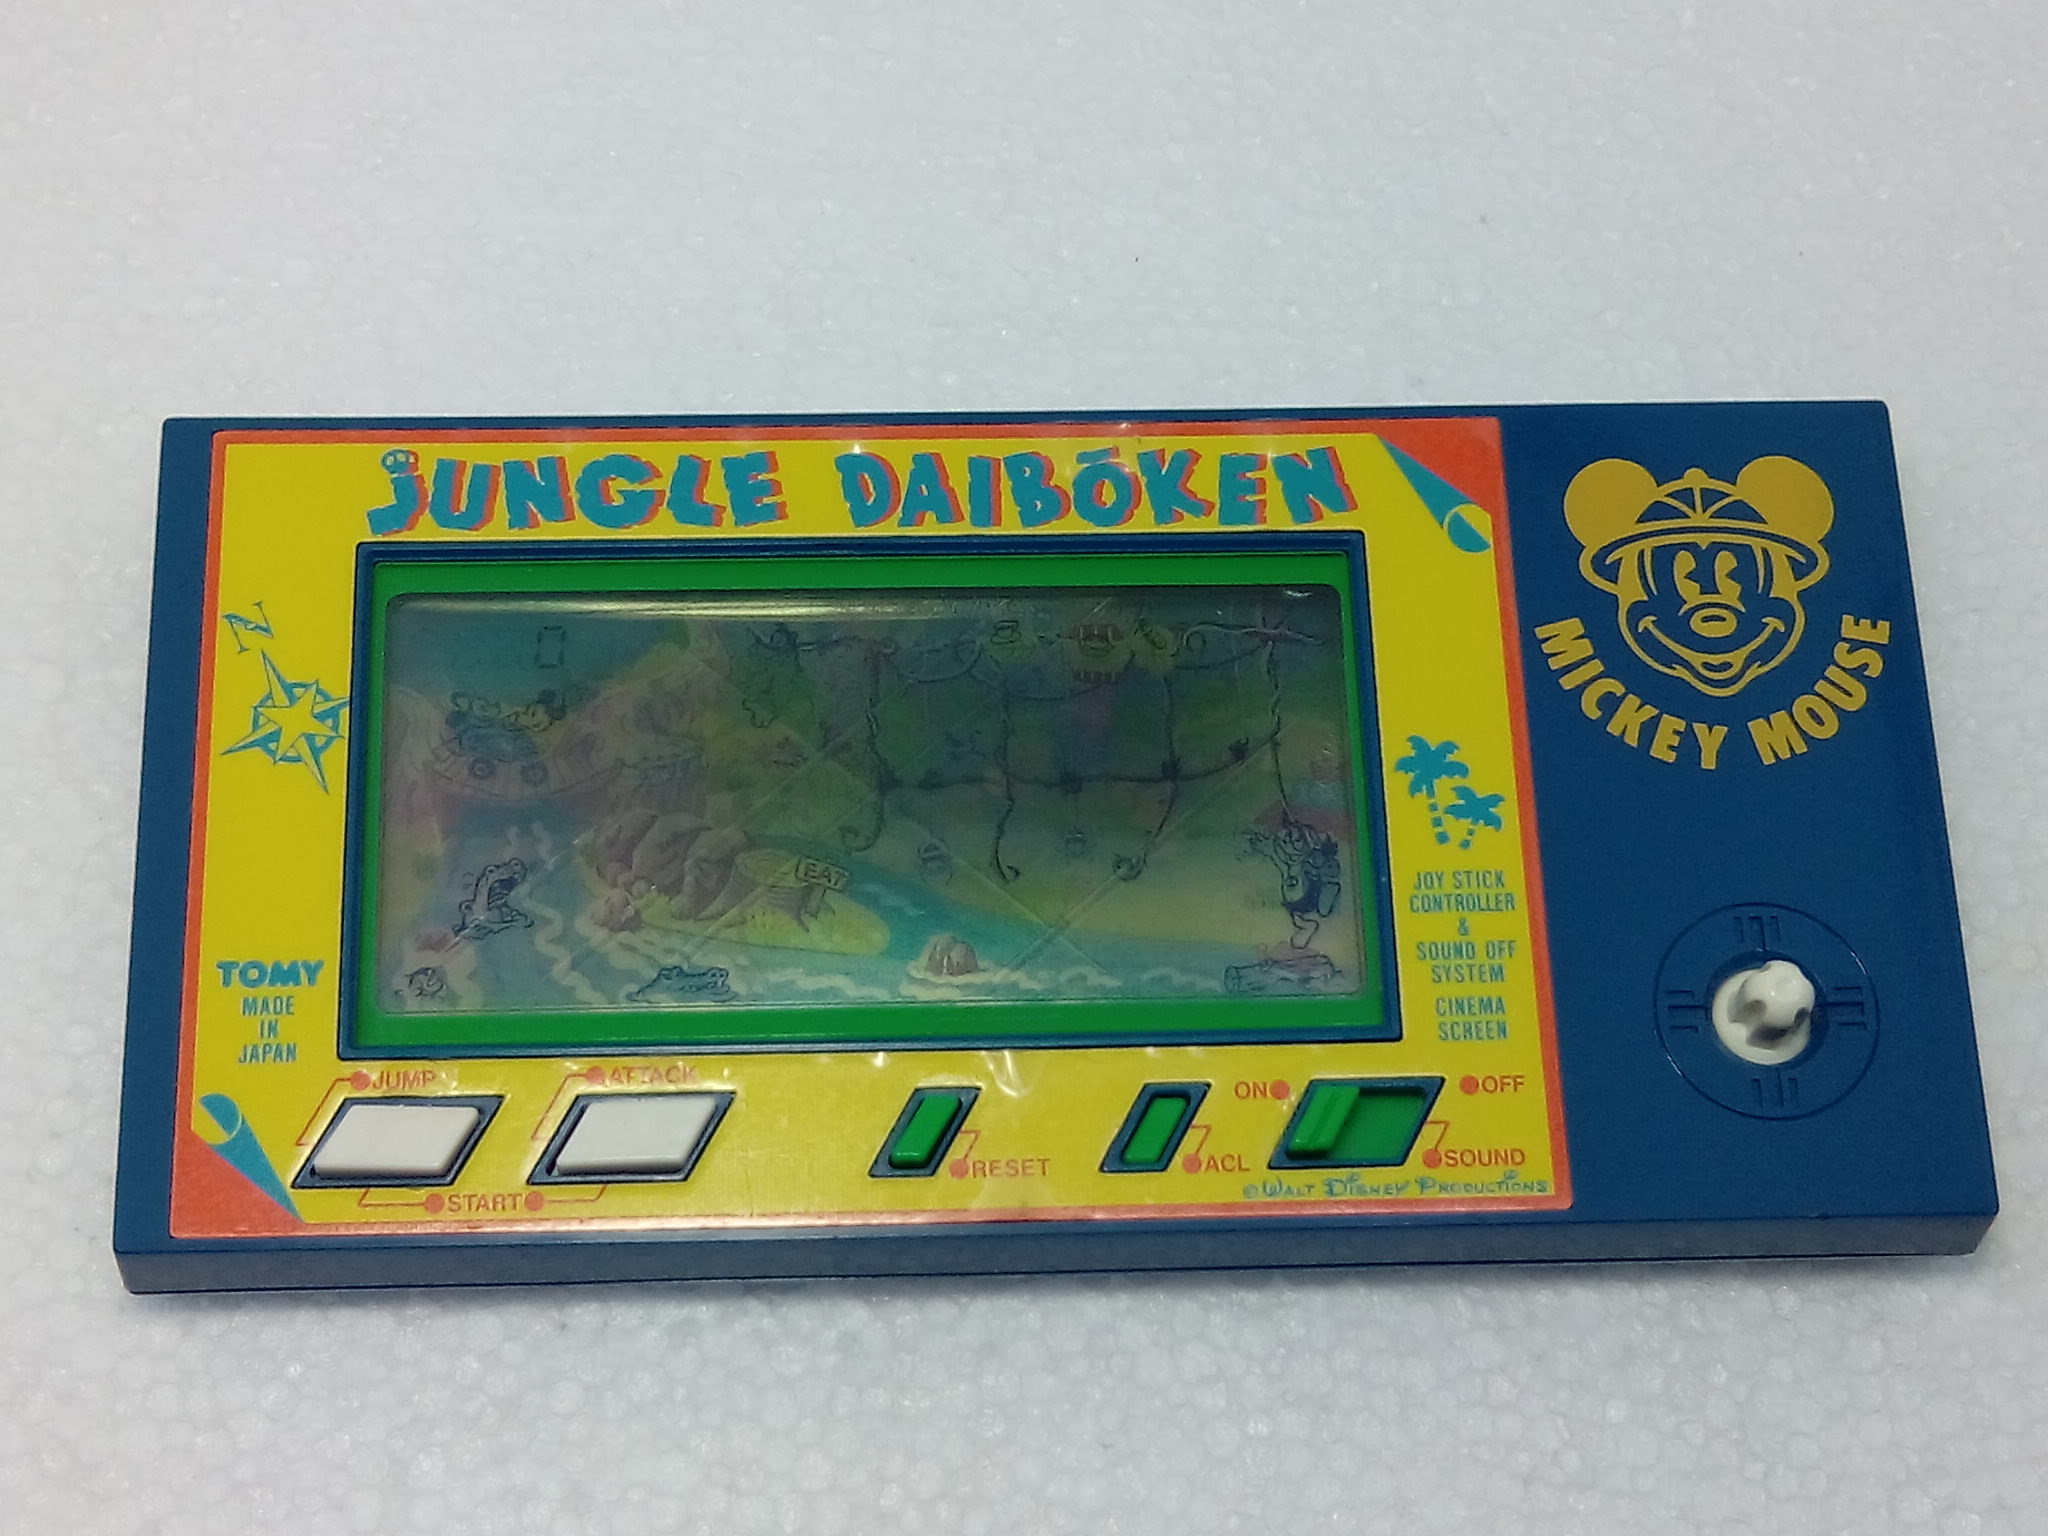 JUNGLE DAIBŌKEN
N
0
EAT
MICKEY MOUSE
JOY STICK
CONTROLLER
&
SOUND OFF
SYSTEM
CINEMA
SCREEN
TOMY
MADE
IN
JAPAN
JUMP
ATTACK
START
RESET
ACL
ON
OFF
SOUND
© WALT DISNEY PRODUCTIONS